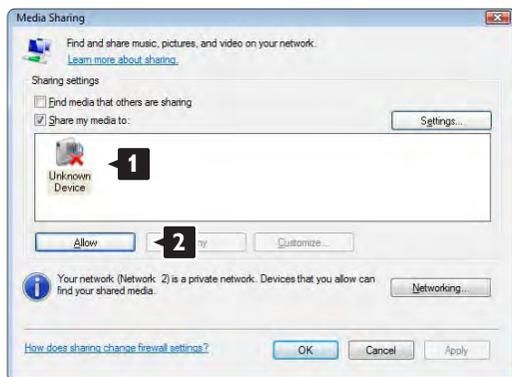 Media Sharing
Find and share music, pictures, and video on your network.
Learn more about sharing.
Sharing settings
Find media that others are sharing
Share my media to:
Settings...
1
Unknown
Device
Allow
2
ny
Customize...
Your network (Network 2) is a private network. Devices that you allow can
find your shared media.
Networking...
How does sharing change firewall settings?
OK
Cancel
Apply